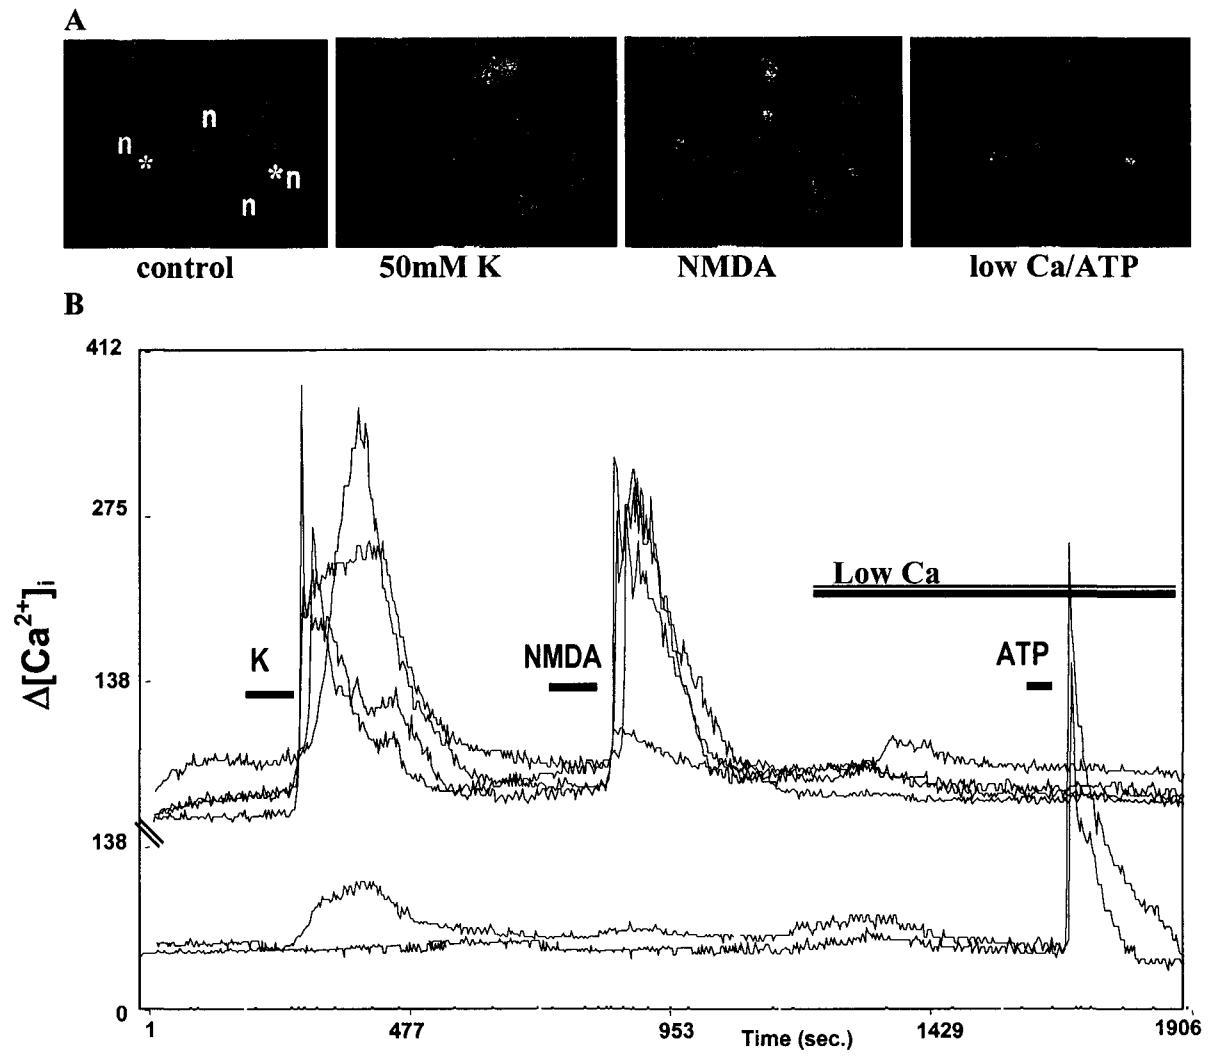 A
n
n
*
*n
n
control
50mM K
NMDA
low Ca/ATP
B
412
275
Low Ca
K
NMDA
ATP
138
Δ[Ca²⁺]ᵢ
138
0
1
477
953
1429
1906
Time (sec.)